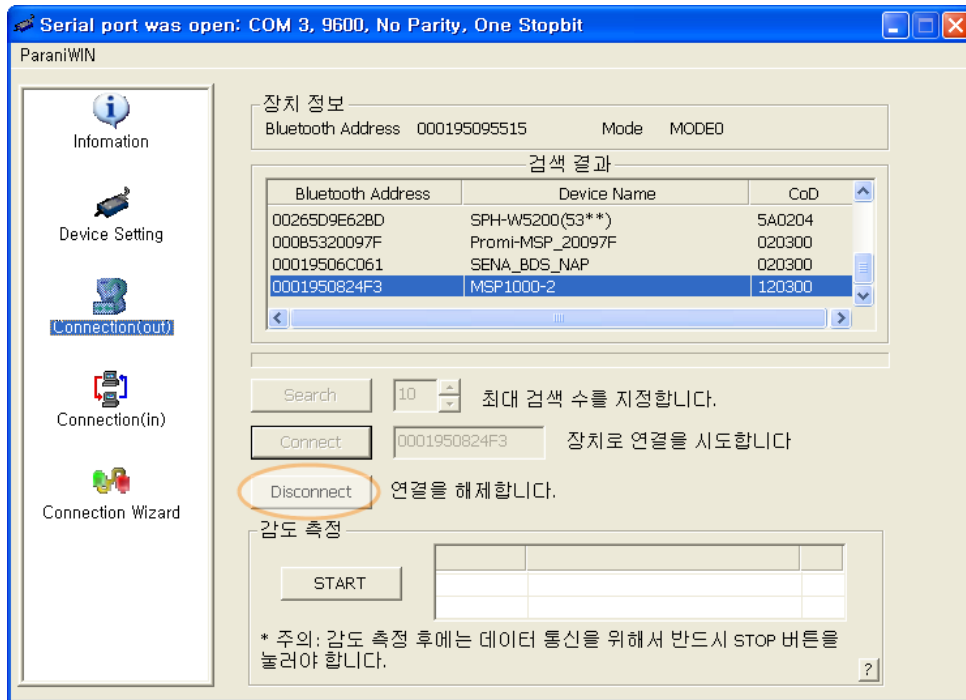 Serial port was open: COM 3, 9600, No Parity, One Stopbit
ParaniWIN
Infomation
Device Setting
Connection(out)
Connection(in)
Connection Wizard
장치 정보
Bluetooth Address 000195095515 Mode MODE0
검색 결과
Bluetooth Address Device Name CoD
00265D9E62BD SPH-W5200(53**) 5A0204
000B5320097F Promi-MSP_20097F 020300
00019506C061 SENA_BDS_NAP 020300
0001950824F3 MSP1000-2 120300
Search 10 최대 검색 수를 지정합니다.
Connect 0001950824F3 장치로 연결을 시도합니다
Disconnect 연결을 해제합니다.
감도 측정
START
* 주의: 감도 측정 후에는 데이터 통신을 위해서 반드시 STOP 버튼을
눌러야 합니다.
?